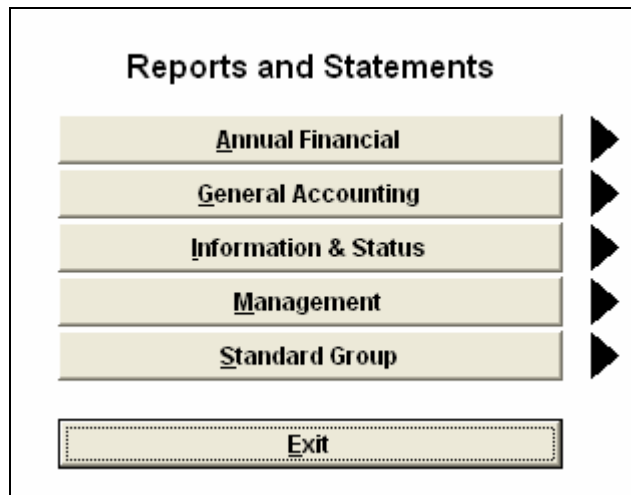 Reports and Statements
Annual Financial
General Accounting
Information & Status
Management
Standard Group
Exit